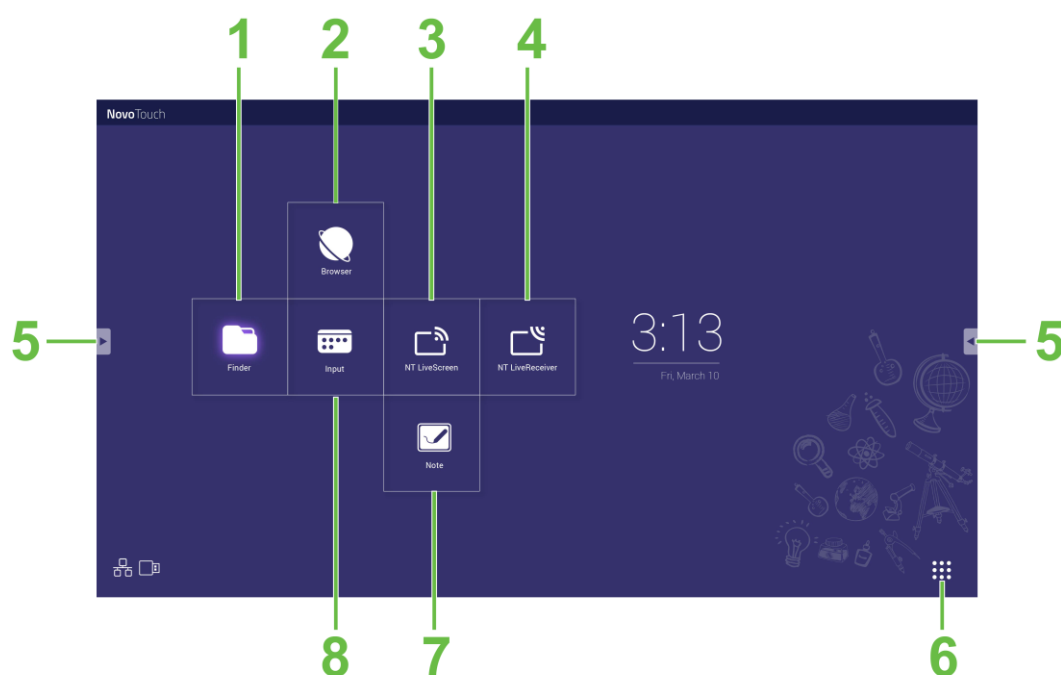 1 2 3 4
NovoTouch
Browser
5 5
3:13
Finder Input NT LiveScreen NT LiveReceiver
Fri, March 10
Note
8 7 6